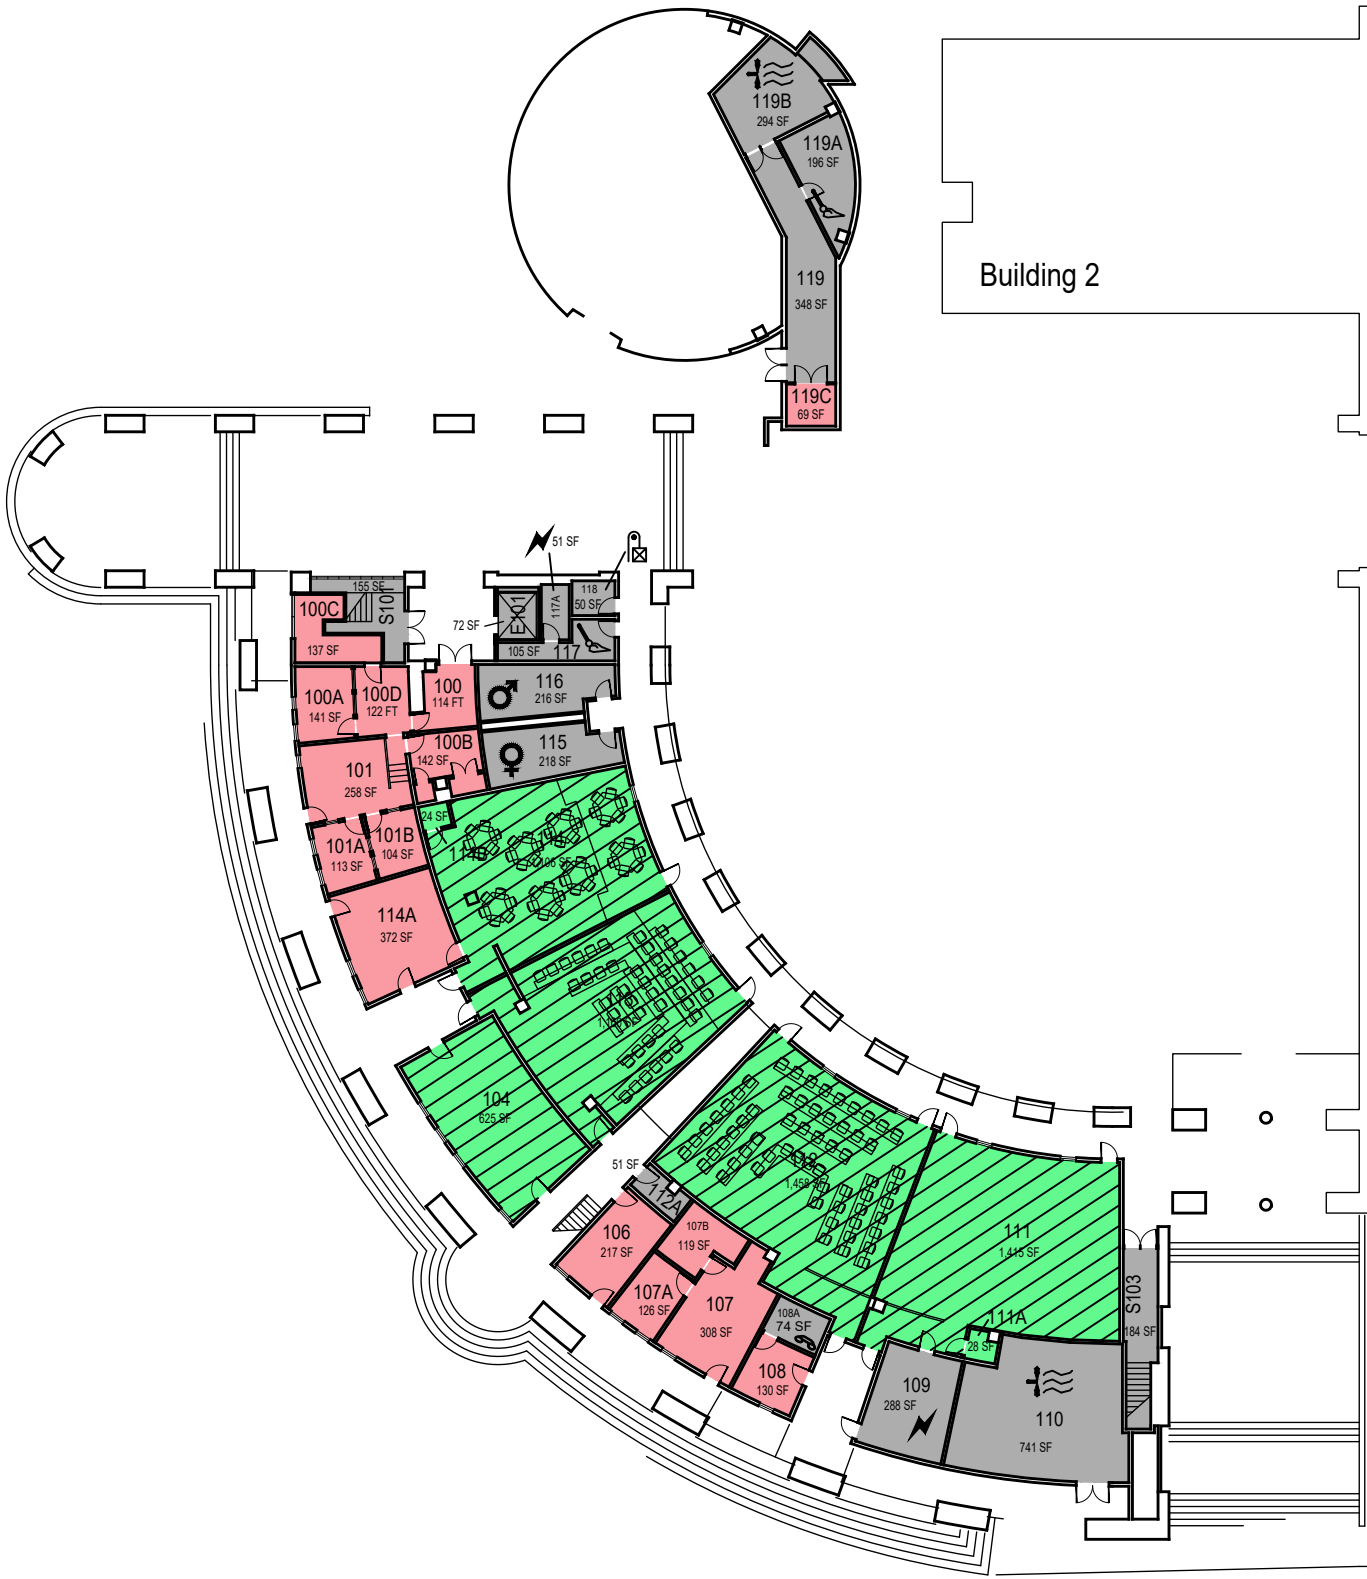 119B
294 SF
119A
196 SF
119
348 SF
Building 2
119C
69 SF
51 SF
155 SF
S101
100C
137 SF
72 SF
EX01
117A
118
50 SF
105 SF
117
100A
141 SF
100D
122 FT
100
114 FT
116
216 SF
100B
142 SF
115
218 SF
101
258 SF
24 SF
101A
113 SF
101B
104 SF
114B
114A
372 SF
104
625 SF
51 SF
112A
1,458 SF
106
217 SF
107B
119 SF
107A
126 SF
107
308 SF
108A
74 SF
108
130 SF
111
1,415 SF
111A
28 SF
S103
184 SF
109
288 SF
110
741 SF